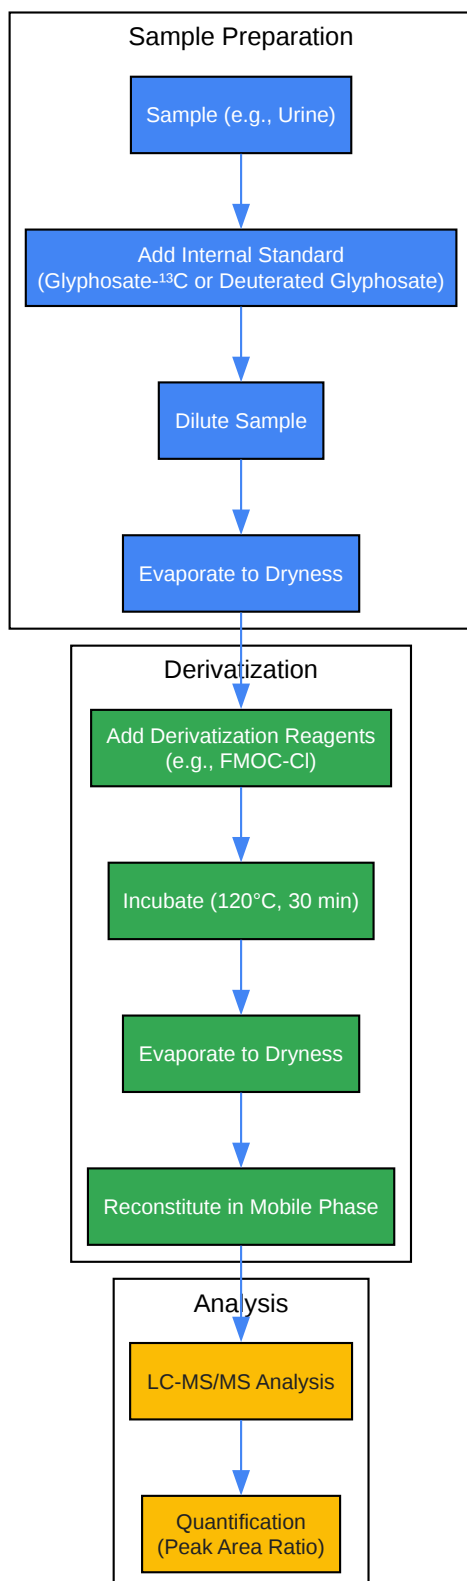 Sample Preparation
Sample (e.g., Urine)
Add Internal Standard
(Glyphosate-¹³C or Deuterated Glyphosate)
Dilute Sample
Evaporate to Dryness
Derivatization
Add Derivatization Reagents
(e.g., FMOC-Cl)
Incubate (120°C, 30 min)
Evaporate to Dryness
Reconstitute in Mobile Phase
Analysis
LC-MS/MS Analysis
Quantification
(Peak Area Ratio)